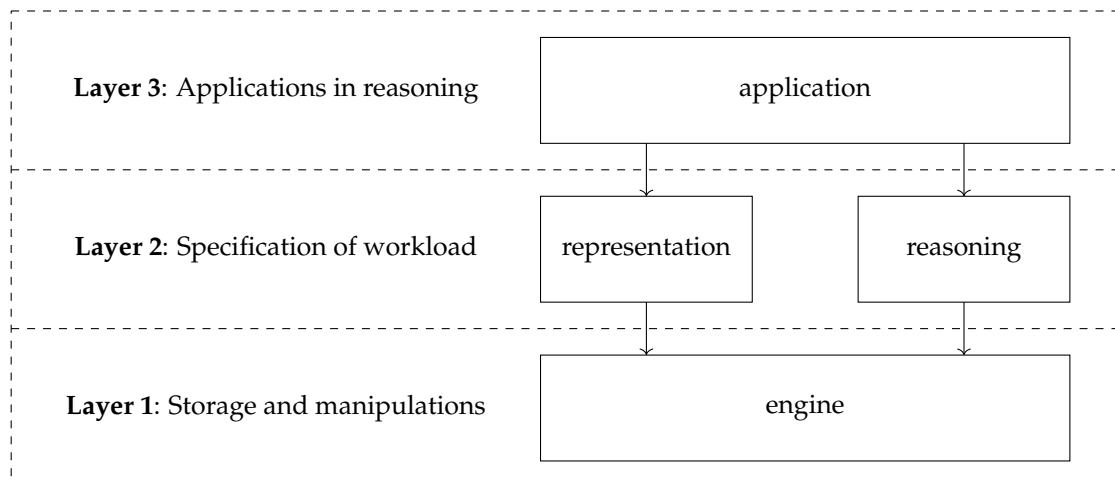 Layer 3: Applications in reasoning
application
Layer 2: Specification of workload
representation
reasoning
Layer 1: Storage and manipulations
engine